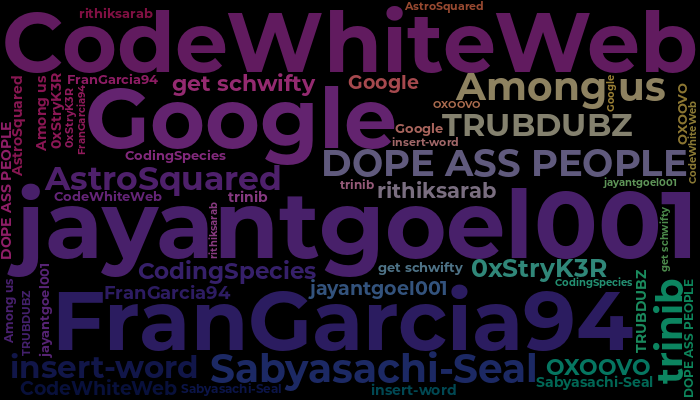 rithiksarab
AstroSquared
CodeWhiteWeb
FranGarcia94
get schwifty
Google
Among us
Google
AstroSquared
Among us
0xStryK3R
0xStryK3R
FranGarcia94
Google
OXOOVO
OXOOVO
CodeWhiteWeb
Google
TRUBDUBZ
insert-word
DOPE ASS PEOPLE
CodingSpecies
DOPE ASS PEOPLE
AstroSquared
trinib
rithiksarab
jayantgoel001
CodeWhiteWeb
trinib
jayantgoel001
rithiksarab
get schwifty
CodingSpecies
get schwifty
0xStryK3R
CodingSpecies
Among us
TRUBDUBZ
jayantgoel001
FranGarcia94
jayantgoel001
FranGarcia94
TRUBDUBZ
trinib
DOPE ASS PEOPLE
insert-word
Sabyasachi-Seal
OXOOVO
CodeWhiteWeb
Sabyasachi-Seal
insert-word
Sabyasachi-Seal